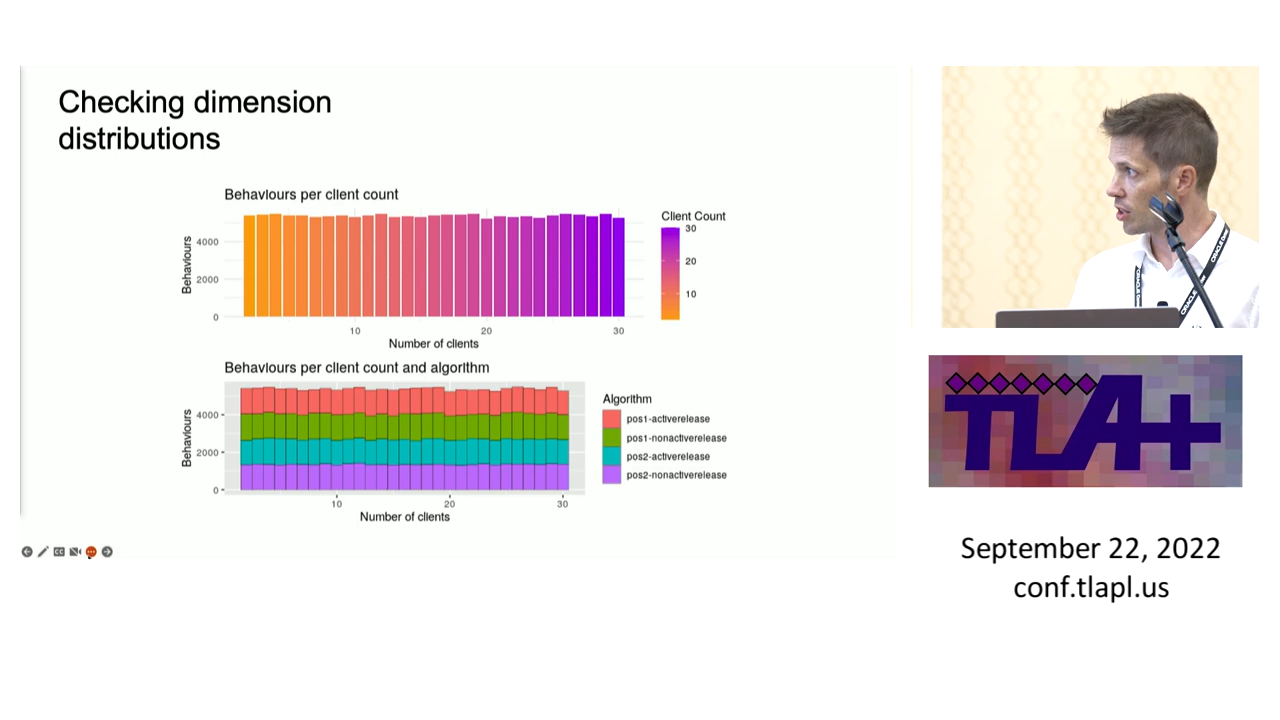 Checking dimension
distributions
Behaviours per client count
Behaviours
4000
2000
0
10
20
30
Number of clients
Client Count
30
20
10
Behaviours per client count and algorithm
Behaviours
4000
2000
0
10
20
30
Number of clients
Algorithm
pos1-activerelease
pos1-nonactiverelease
pos2-activerelease
pos2-nonactiverelease
CC
TLA+
September 22, 2022
conf.tlapl.us